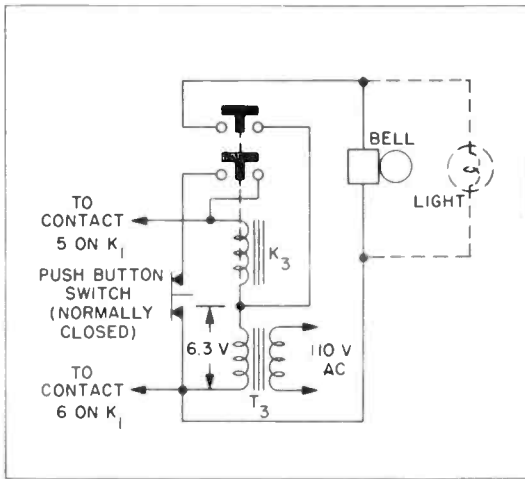 BELL
LIGHT
TO
CONTACT
5 ON K1
K3
PUSH BUTTON
SWITCH
(NORMALLY
CLOSED)
6.3 V
110 V
AC
TO
CONTACT
6 ON K1
T3